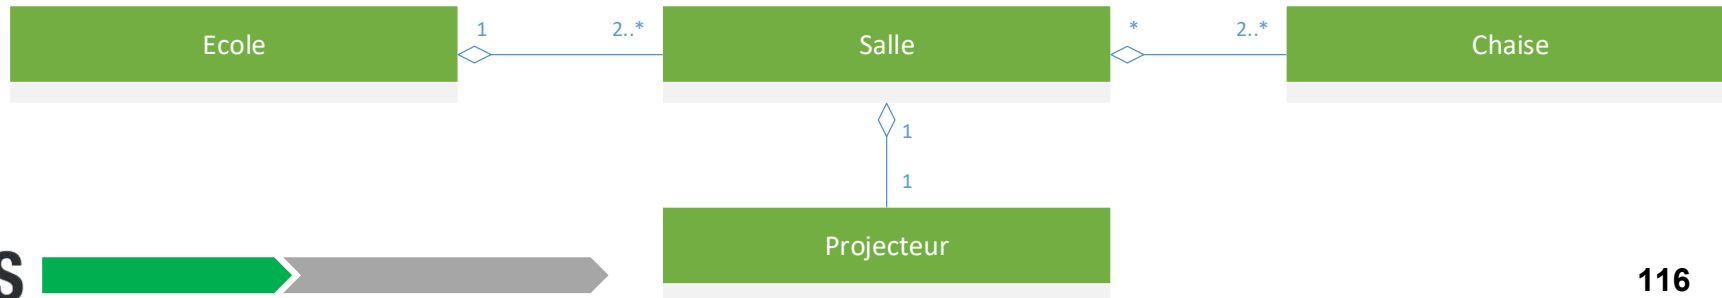 Ecole
1
2..*
Salle
*
2..*
Chaise
1
1
Projecteur
S
116